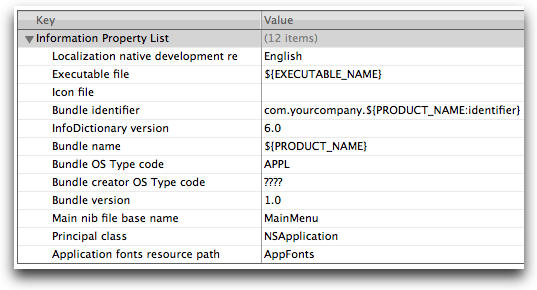 Key Value
Information Property List (12 items)
Localization native development re English
Executable file ${EXECUTABLE_NAME}
Icon file
Bundle identifier com.yourcompany.${PRODUCT_NAME:identifier}
InfoDictionary version 6.0
Bundle name ${PRODUCT_NAME}
Bundle OS Type code APPL
Bundle creator OS Type code ????
Bundle version 1.0
Main nib file base name MainMenu
Principal class NSApplication
Application fonts resource path AppFonts